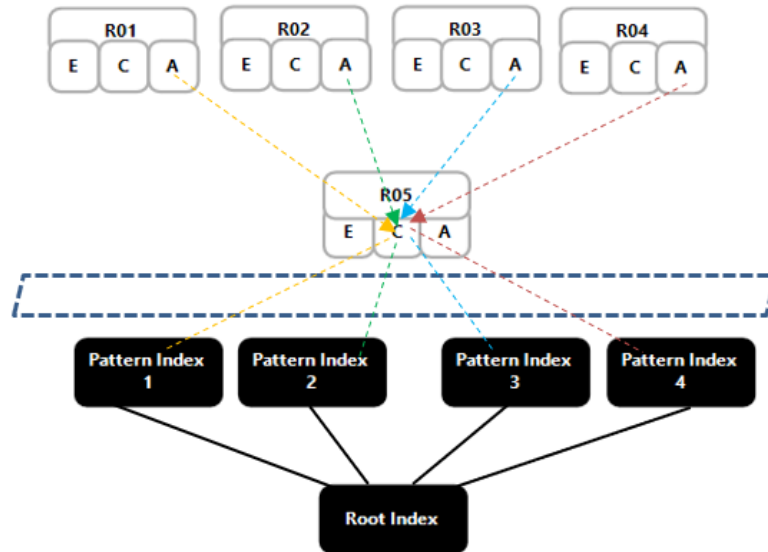 R01
E C A
R02
E C A
R03
E C A
R04
E C A
R05
E C A
Pattern Index
1
Pattern Index
2
Pattern Index
3
Pattern Index
4
Root Index